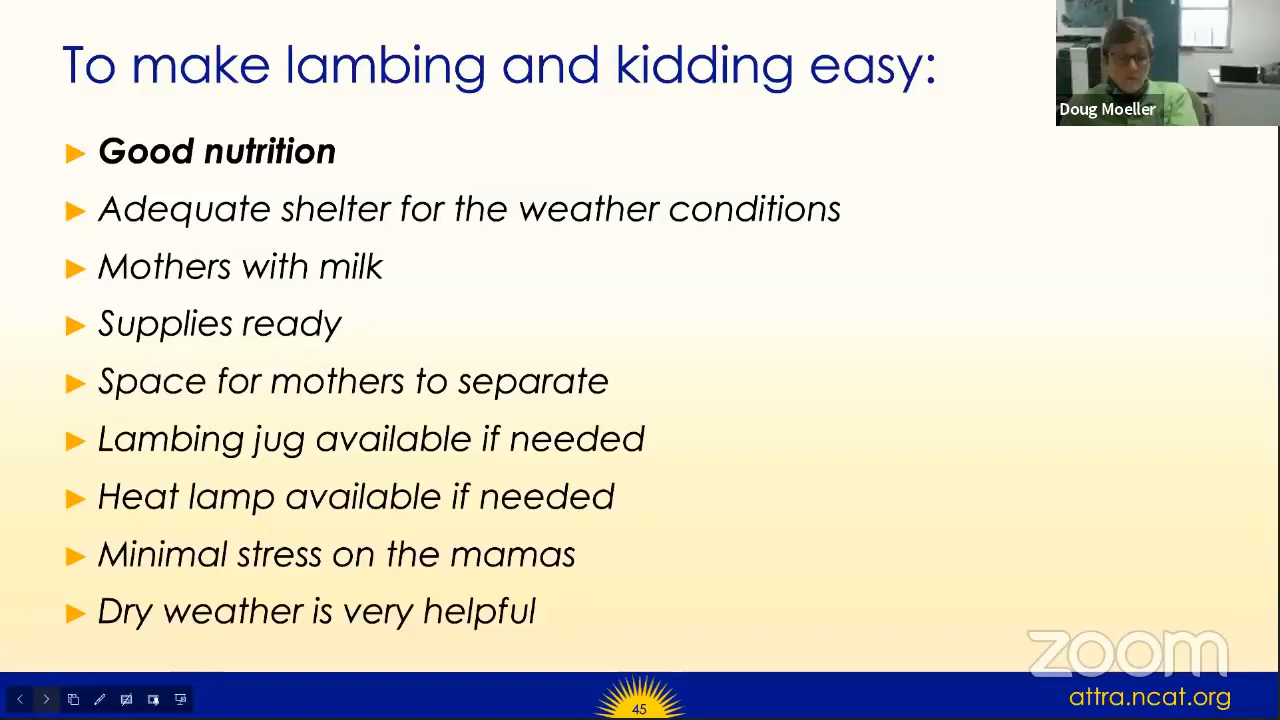 To make lambing and kidding easy:
Doug Moeller
Good nutrition
Adequate shelter for the weather conditions
Mothers with milk
Supplies ready
Space for mothers to separate
Lambing jug available if needed
Heat lamp available if needed
Minimal stress on the mamas
Dry weather is very helpful
zoom
45
attra.ncat.org